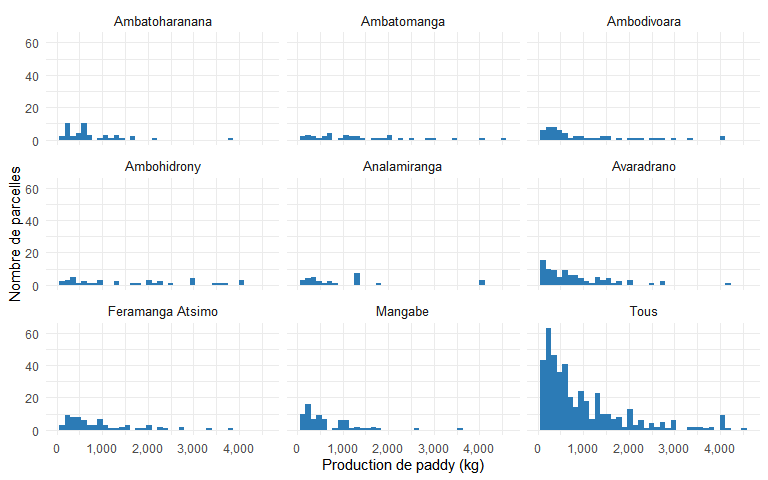 Ambatoharanana Ambatomanga Ambodivoara
60
40
20
0
Ambohidrony Analamiranga Avaradrano
60
40
20
0
Nombre de parcelles
Feramanga Atsimo Mangabe Tous
60
40
20
0
0 1,000 2,000 3,000 4,000 0 1,000 2,000 3,000 4,000 0 1,000 2,000 3,000 4,000
Production de paddy (kg)